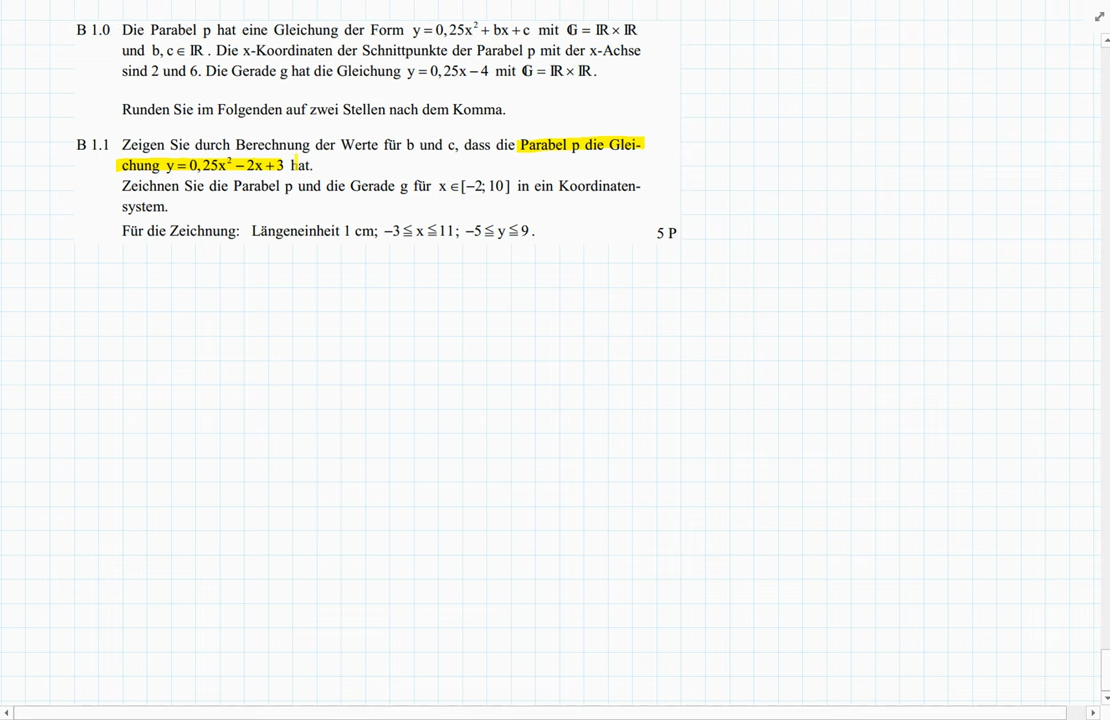 B 1.0 Die Parabel p hat eine Gleichung der Form y = 0,25x² + bx + c mit 𝔾 = ℝ × ℝ
und b, c ∈ ℝ . Die x-Koordinaten der Schnittpunkte der Parabel p mit der x-Achse
sind 2 und 6. Die Gerade g hat die Gleichung y = 0,25x − 4 mit 𝔾 = ℝ × ℝ .
Runden Sie im Folgenden auf zwei Stellen nach dem Komma.
B 1.1 Zeigen Sie durch Berechnung der Werte für b und c, dass die Parabel p die Glei-
chung y = 0,25x² − 2x + 3 hat.
Zeichnen Sie die Parabel p und die Gerade g für x ∈ [−2; 10] in ein Koordinaten-
system.
Für die Zeichnung: Längeneinheit 1 cm; −3 ≦ x ≦ 11; −5 ≦ y ≦ 9 . 5 P